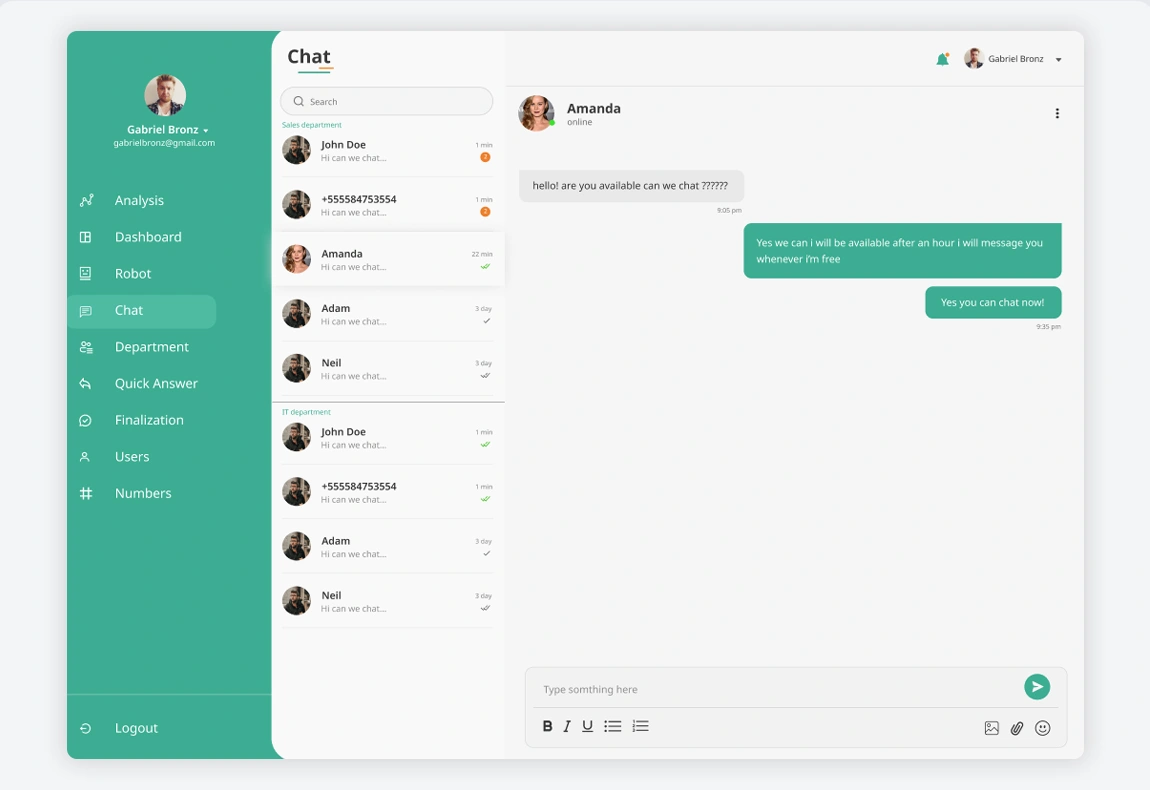 Gabriel Bronz
gabrielbronz@gmail.com
Analysis
Dashboard
Robot
Chat
Department
Quick Answer
Finalization
Users
Numbers
Logout
Chat
Search
Sales department
John Doe 1 min
Hi can we chat... 2
+555584753554 1 min
Hi can we chat... 2
Amanda 22 min
Hi can we chat...
Adam 3 day
Hi can we chat...
Neil 3 day
Hi can we chat...
IT department
John Doe 1 min
Hi can we chat...
+555584753554 1 min
Hi can we chat...
Adam 3 day
Hi can we chat...
Neil 3 day
Hi can we chat...
Gabriel Bronz
Amanda
online
hello! are you available can we chat ??????
9:05 pm
Yes we can i will be available after an hour i will message you
whenever i'm free
Yes you can chat now!
9:35 pm
Type somthing here
B I U